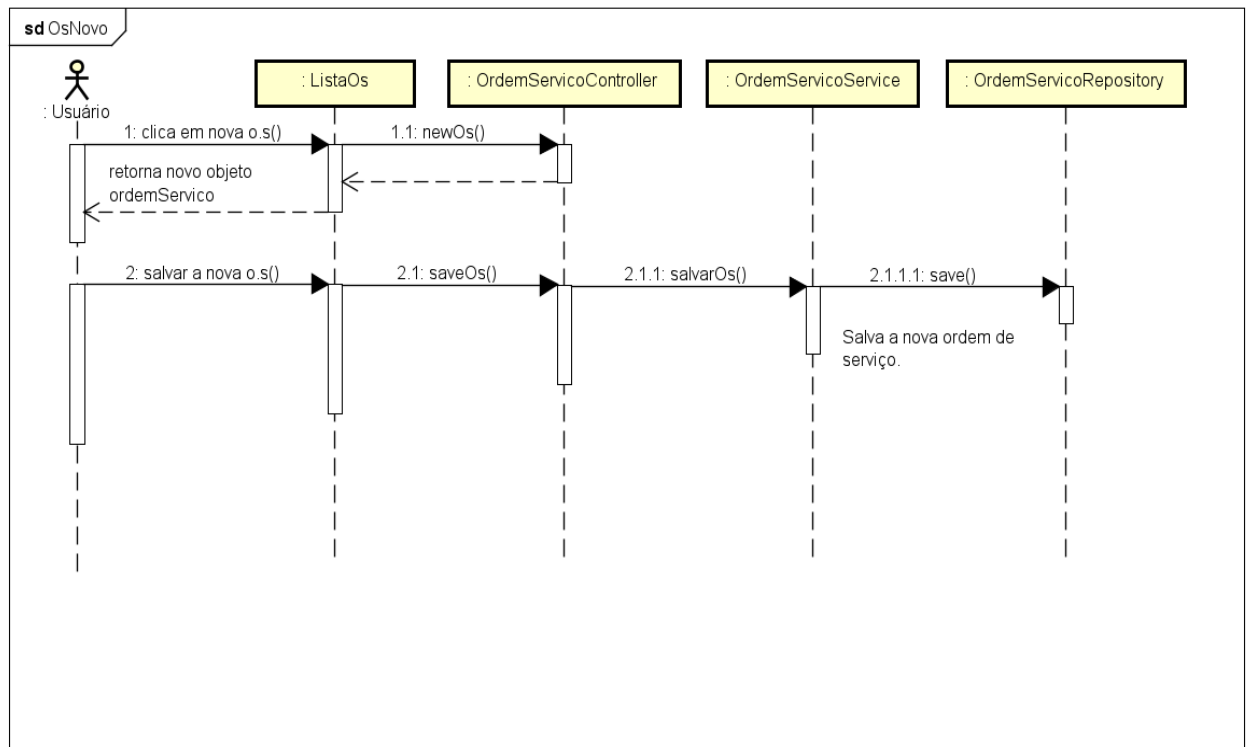 sd OsNovo
: Usuário
: ListaOs
: OrdemServicoController
: OrdemServicoService
: OrdemServicoRepository
1: clica em nova o.s()
1.1: newOs()
retorna novo objeto
ordemServico
2: salvar a nova o.s()
2.1: saveOs()
2.1.1: salvarOs()
2.1.1.1: save()
Salva a nova ordem de
serviço.